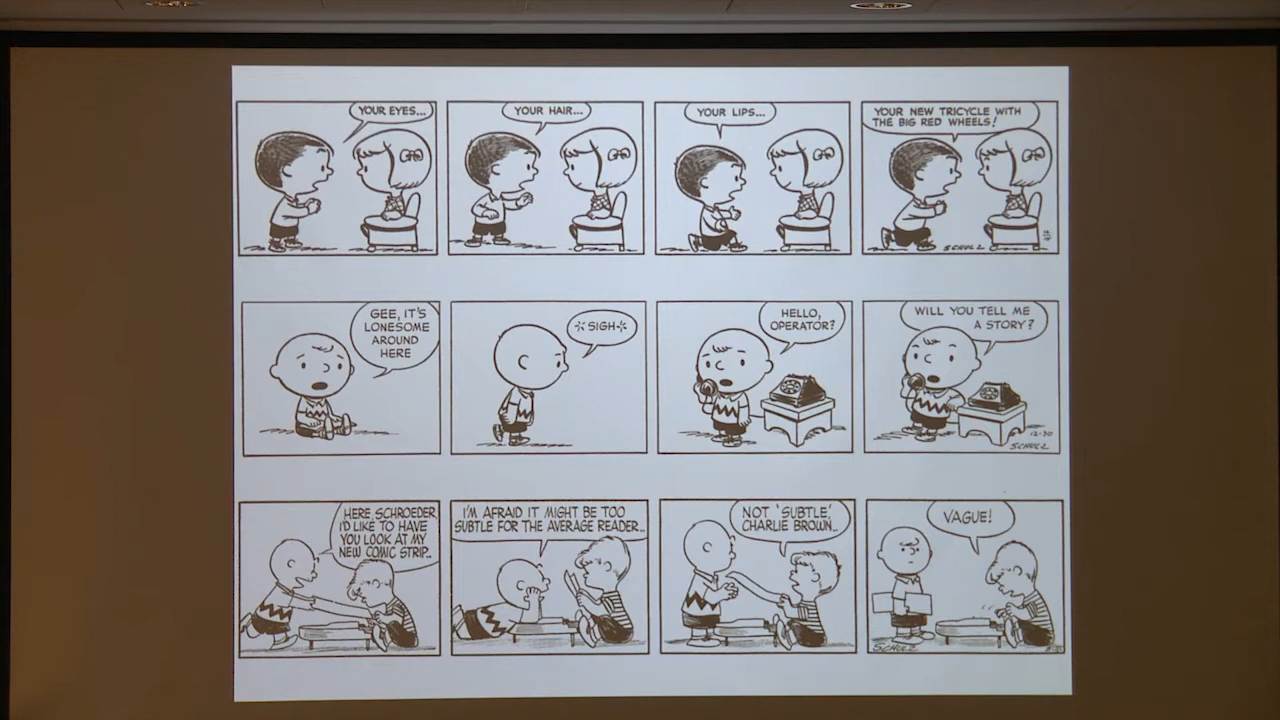 YOUR EYES...
YOUR HAIR...
YOUR LIPS...
YOUR NEW TRICYCLE WITH
THE BIG RED WHEELS!
SCHULZ
GEE, IT'S
LONESOME
AROUND
HERE
*SIGH*
HELLO,
OPERATOR?
WILL YOU TELL ME
A STORY?
12-30
SCHULZ
HERE, SCHROEDER
I'D LIKE TO HAVE
YOU LOOK AT MY
NEW COMIC STRIP..
I'M AFRAID IT MIGHT BE TOO
SUBTLE FOR THE AVERAGE READER..
NOT 'SUBTLE,'
CHARLIE BROWN..
VAGUE!
SCHULZ